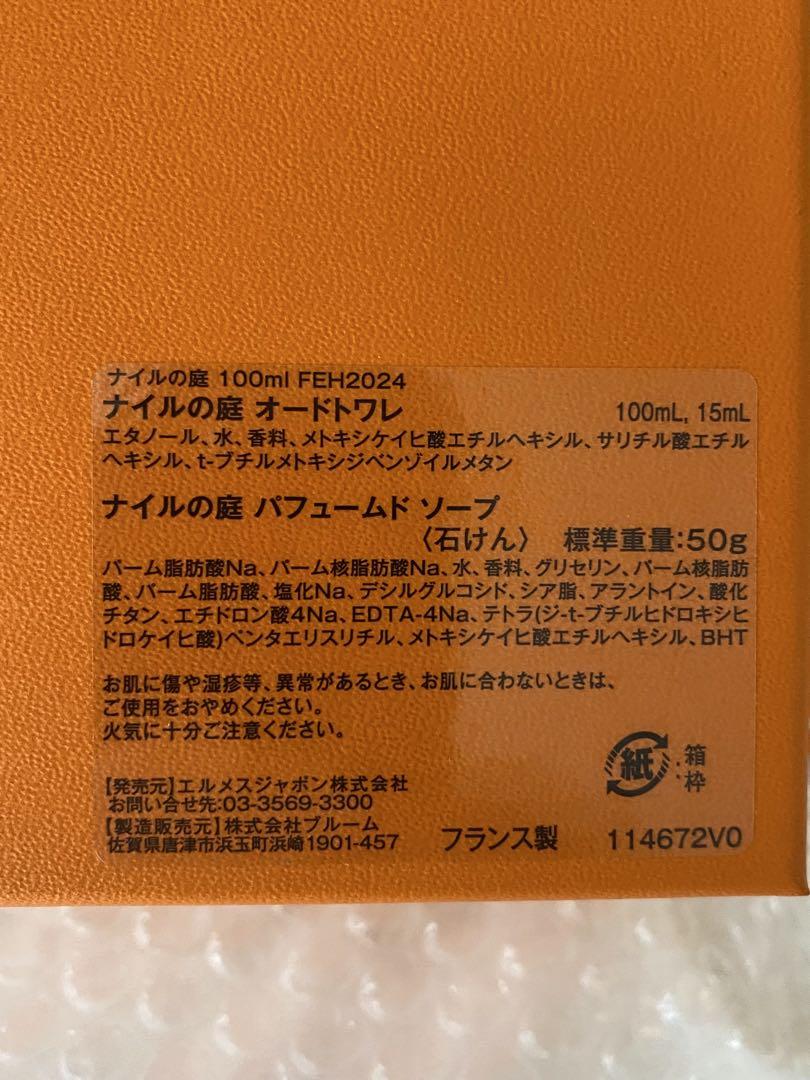 ナイルの庭 100ml FEH2024
ナイルの庭 オードトワレ 100mL, 15mL
エタノール、水、香料、メトキシケイヒ酸エチルヘキシル、サリチル酸エチル
ヘキシル、t-ブチルメトキシジベンゾイルメタン
ナイルの庭 パフュームド ソープ
〈石けん〉 標準重量:50g
パーム脂肪酸Na、パーム核脂肪酸Na、水、香料、グリセリン、パーム核脂肪
酸、パーム脂肪酸、塩化Na、デシルグルコシド、シア脂、アラントイン、酸化
チタン、エチドロン酸4Na、EDTA-4Na、テトラ(ジ-t-ブチルヒドロキシヒ
ドロケイヒ酸)ペンタエリスリチル、メトキシケイヒ酸エチルヘキシル、BHT
お肌に傷や湿疹等、異常があるとき、お肌に合わないときは、
ご使用をおやめください。
火気に十分ご注意ください。
紙 : 箱
: 枠
【発売元】エルメスジャポン株式会社
お問い合せ先:03-3569-3300
【製造販売元】株式会社ブルーム
佐賀県唐津市浜玉町浜崎1901-457 フランス製 114672V0